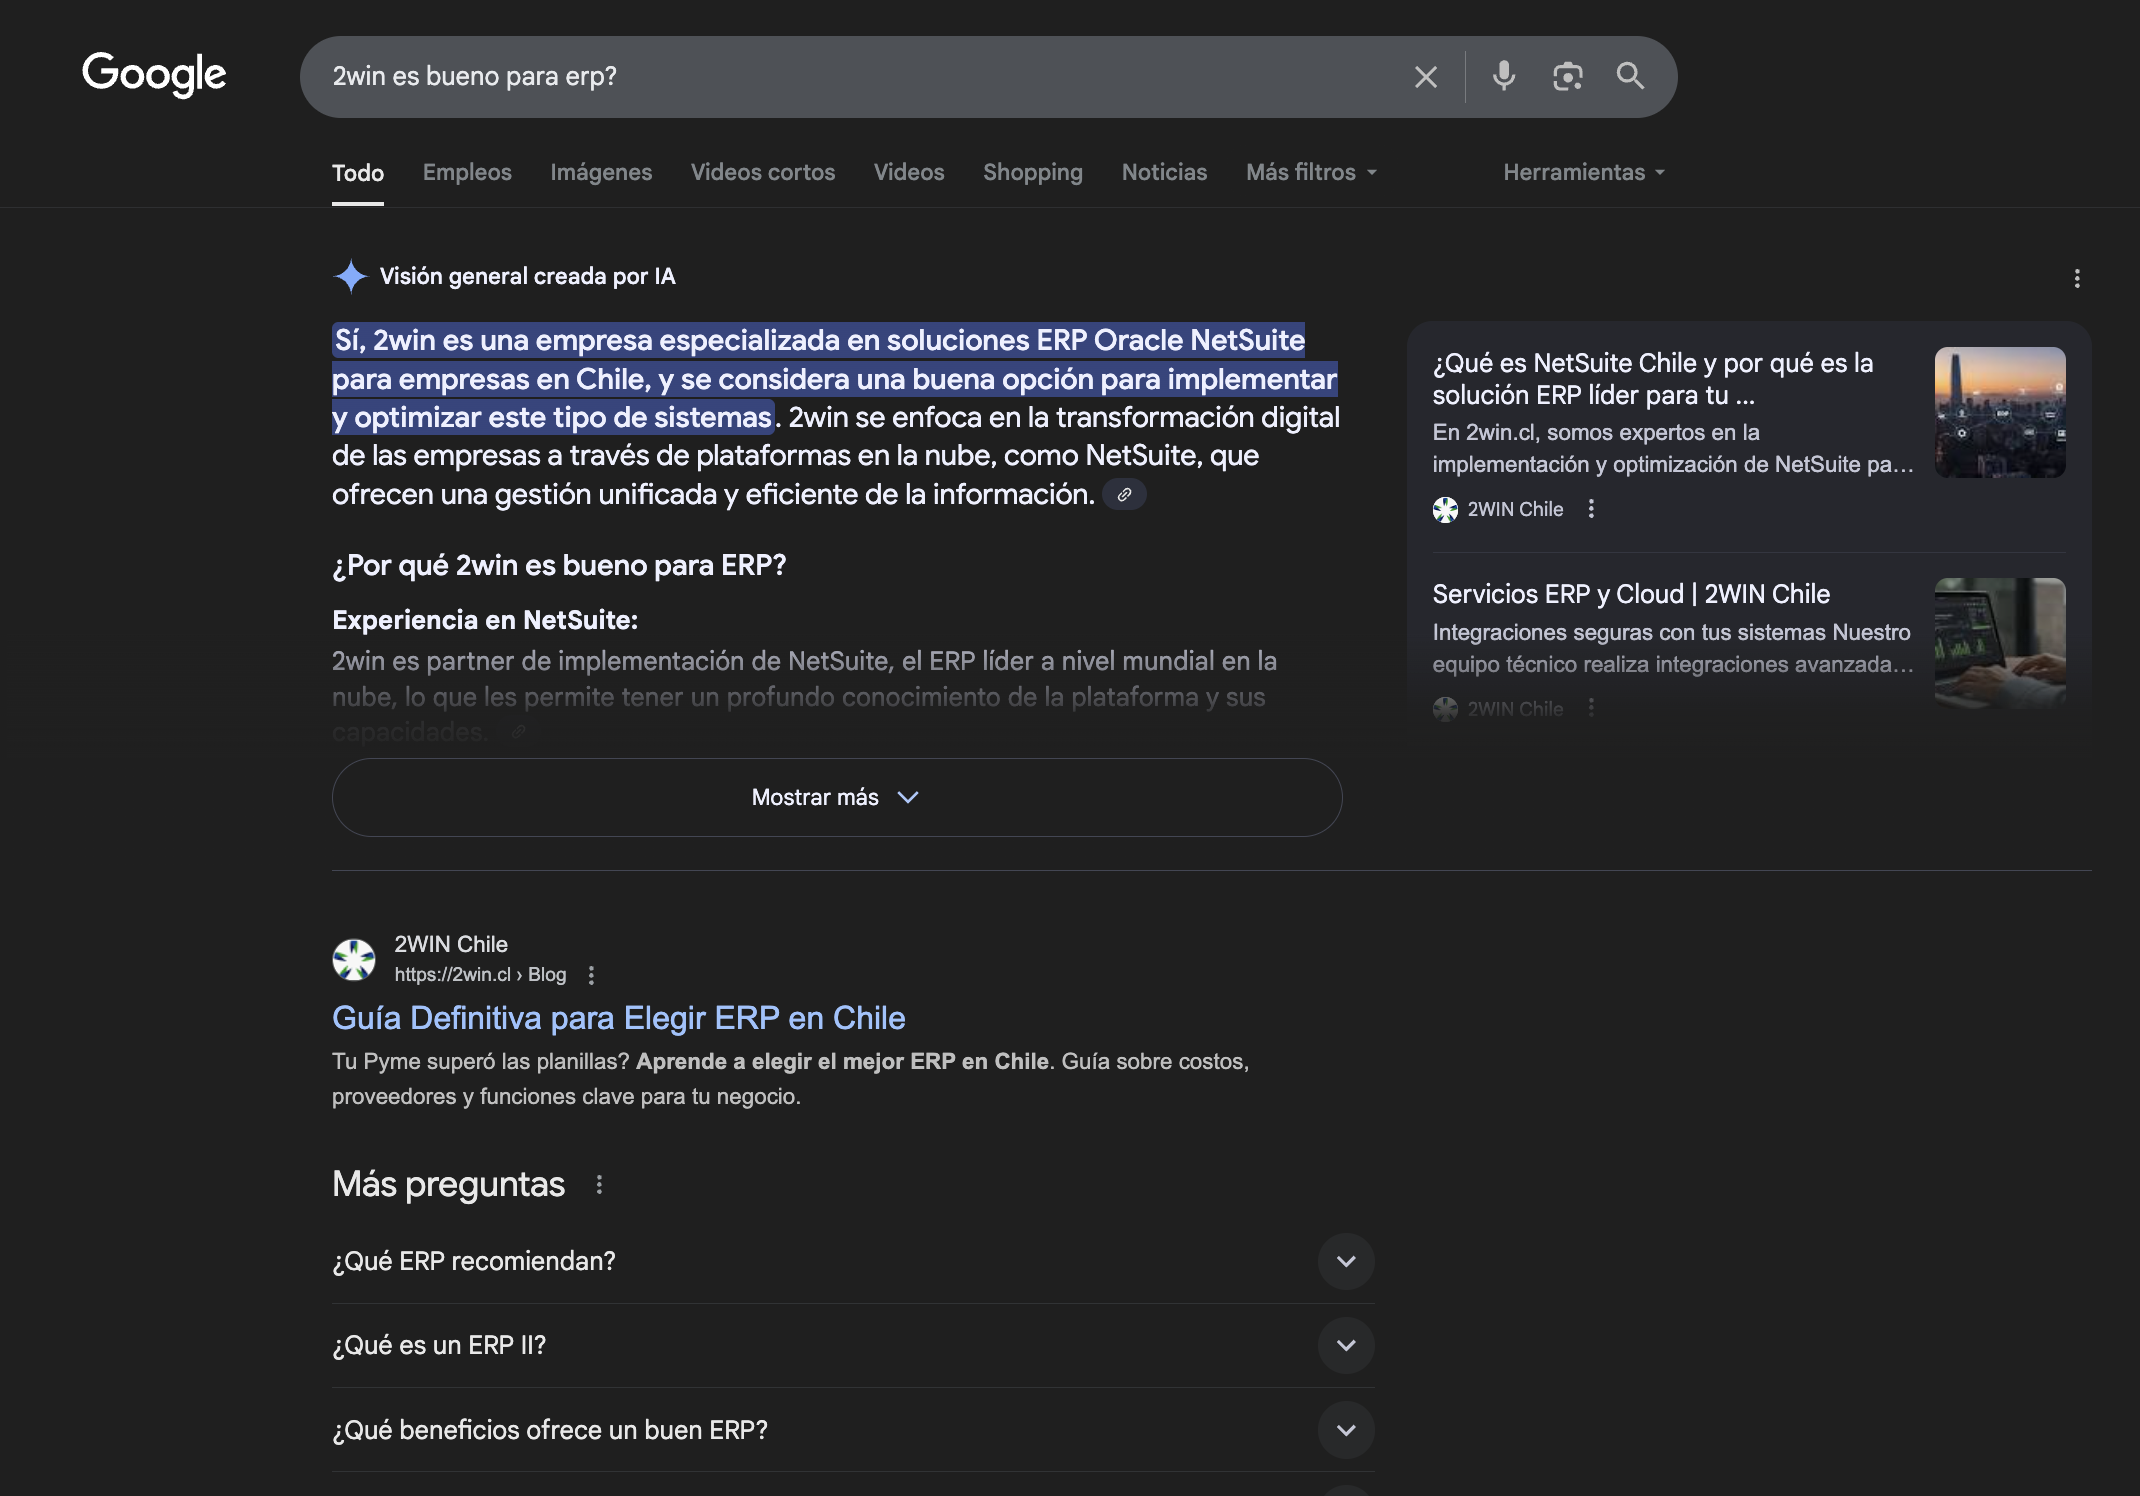 Google
2win es bueno para erp?
Todo
Empleos
Imágenes
Videos cortos
Videos
Shopping
Noticias
Más filtros
Herramientas
Visión general creada por IA
Sí, 2win es una empresa especializada en soluciones ERP Oracle NetSuite
para empresas en Chile, y se considera una buena opción para implementar
y optimizar este tipo de sistemas. 2win se enfoca en la transformación digital
de las empresas a través de plataformas en la nube, como NetSuite, que
ofrecen una gestión unificada y eficiente de la información.
¿Por qué 2win es bueno para ERP?
Experiencia en NetSuite:
2win es partner de implementación de NetSuite, el ERP líder a nivel mundial en la
nube, lo que les permite tener un profundo conocimiento de la plataforma y sus
capacidades.
Mostrar más
¿Qué es NetSuite Chile y por qué es la
solución ERP líder para tu ...
En 2win.cl, somos expertos en la
implementación y optimización de NetSuite pa...
2WIN Chile
Servicios ERP y Cloud | 2WIN Chile
Integraciones seguras con tus sistemas Nuestro
equipo técnico realiza integraciones avanzada...
2WIN Chile
2WIN Chile
https://2win.cl › Blog
Guía Definitiva para Elegir ERP en Chile
Tu Pyme superó las planillas? Aprende a elegir el mejor ERP en Chile. Guía sobre costos,
proveedores y funciones clave para tu negocio.
Más preguntas
¿Qué ERP recomiendan?
¿Qué es un ERP II?
¿Qué beneficios ofrece un buen ERP?